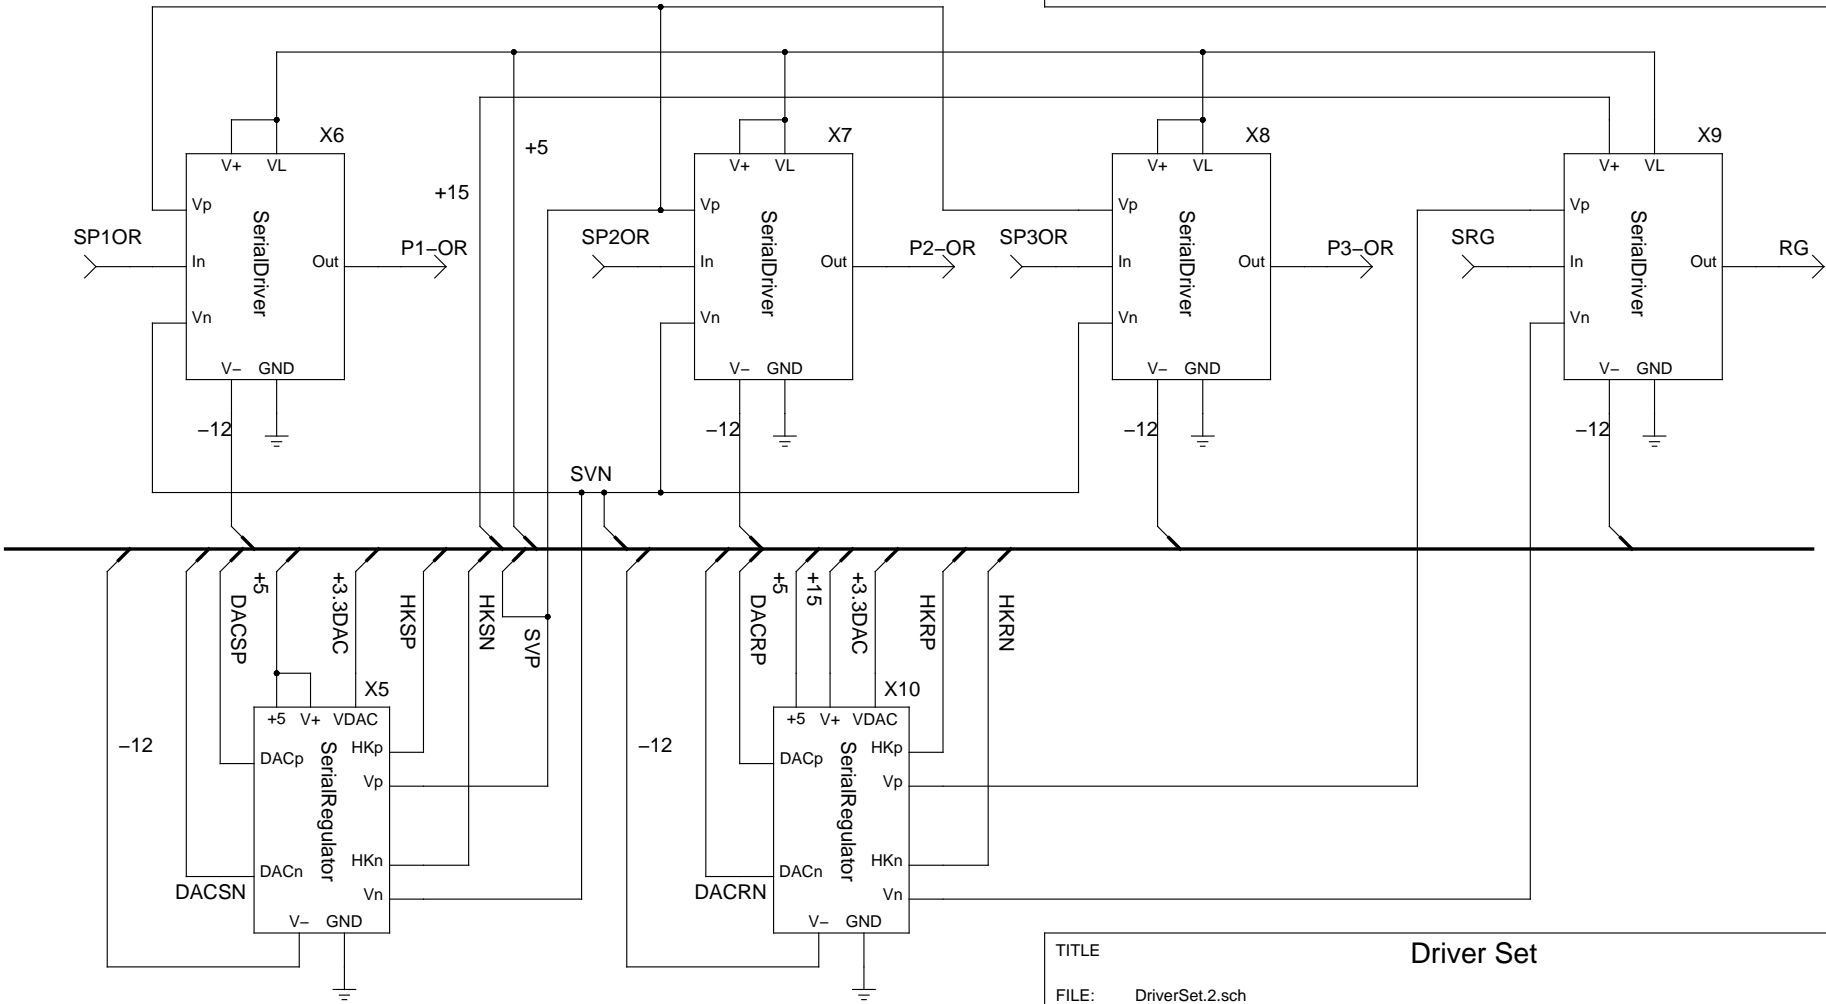 X6
X7
X8
X9
+5
+15
V+ VL
V+ VL
V+ VL
V+ VL
Vp
Vp
Vp
Vp
SP1OR
SP2OR
SP3OR
SRG
In
In
In
In
Out
Out
Out
Out
P1–OR
P2–OR
P3–OR
RG
SerialDriver
SerialDriver
SerialDriver
SerialDriver
Vn
Vn
Vn
Vn
V– GND
V– GND
V– GND
V– GND
–12
–12
–12
–12
SVN
DACSP
+5
+3.3DAC
HKSP
HKSN
SVP
DACRP
+5
+15
+3.3DAC
HKRP
HKRN
X5
X10
+5 V+ VDAC
+5 V+ VDAC
–12
–12
DACp
DACp
HKp
HKp
Vp
Vp
SerialRegulator
SerialRegulator
DACn
DACn
HKn
HKn
Vn
Vn
DACSN
DACRN
V– GND
V– GND
TITLE
Driver Set
FILE: DriverSet.2.sch